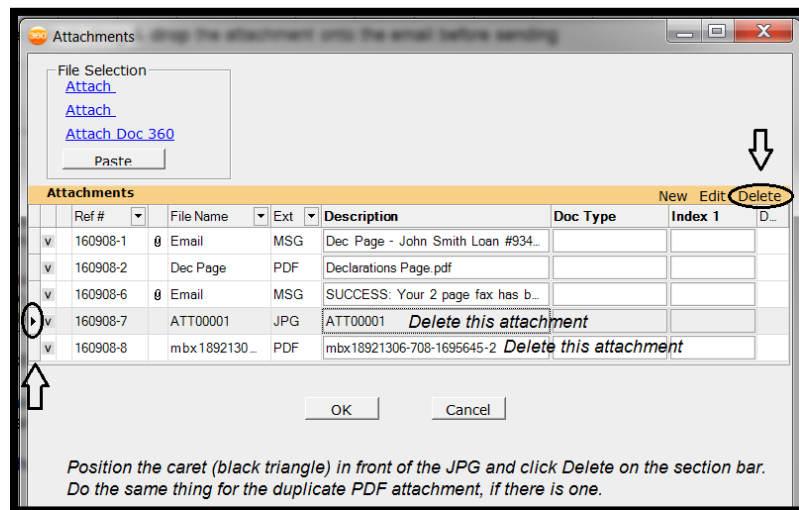 360 Attachments drop the attachment onto the email before sending
File Selection
Attach
Attach
Attach Doc 360
Paste
Attachments New Edit Delete
Ref # File Name Ext Description Doc Type Index 1 D...
v 160908-1 Email MSG Dec Page - John Smith Loan #934...
v 160908-2 Dec Page PDF Declarations Page.pdf
v 160908-6 Email MSG SUCCESS: Your 2 page fax has b...
v 160908-7 ATT00001 JPG ATT00001 Delete this attachment
v 160908-8 mbx1892130... PDF mbx18921306-708-1695645-2 Delete this attachment
OK Cancel
Position the caret (black triangle) in front of the JPG and click Delete on the section bar.
Do the same thing for the duplicate PDF attachment, if there is one.